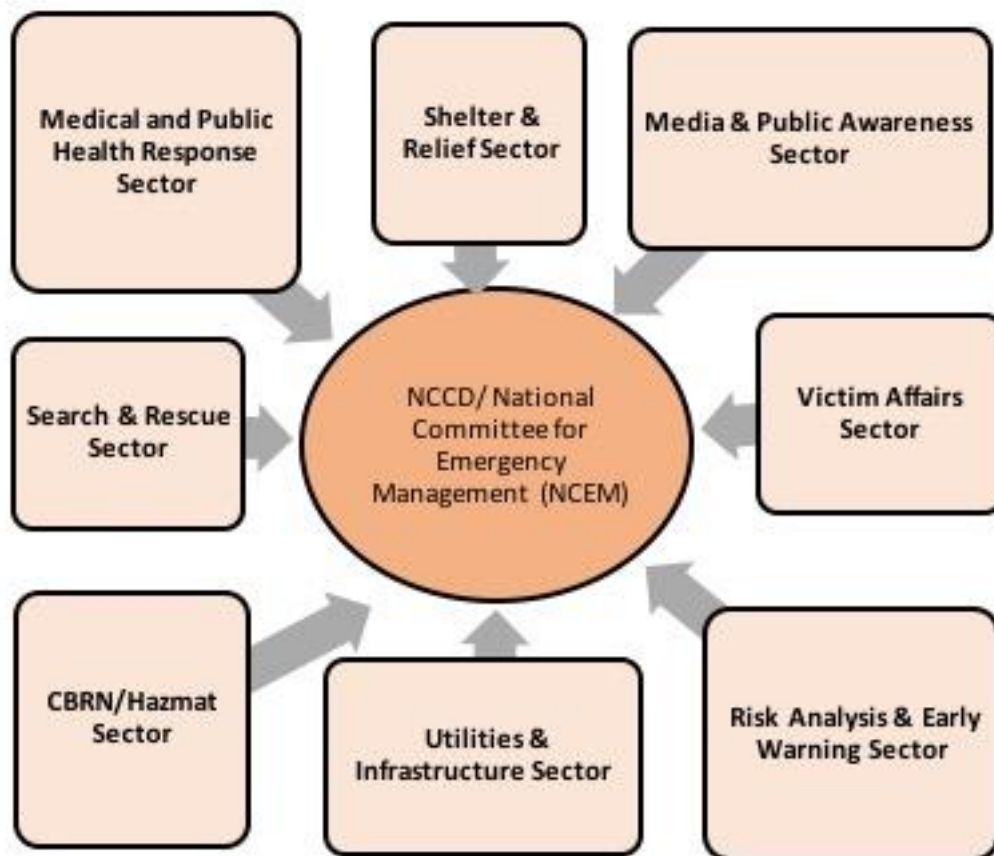 Medical and Public
Health Response
Sector
Shelter &
Relief Sector
Media & Public Awareness
Sector
Search & Rescue
Sector
NCCD/ National
Committee for
Emergency
Management (NCEM)
Victim Affairs
Sector
CBRN/Hazmat
Sector
Utilities &
Infrastructure Sector
Risk Analysis & Early
Warning Sector